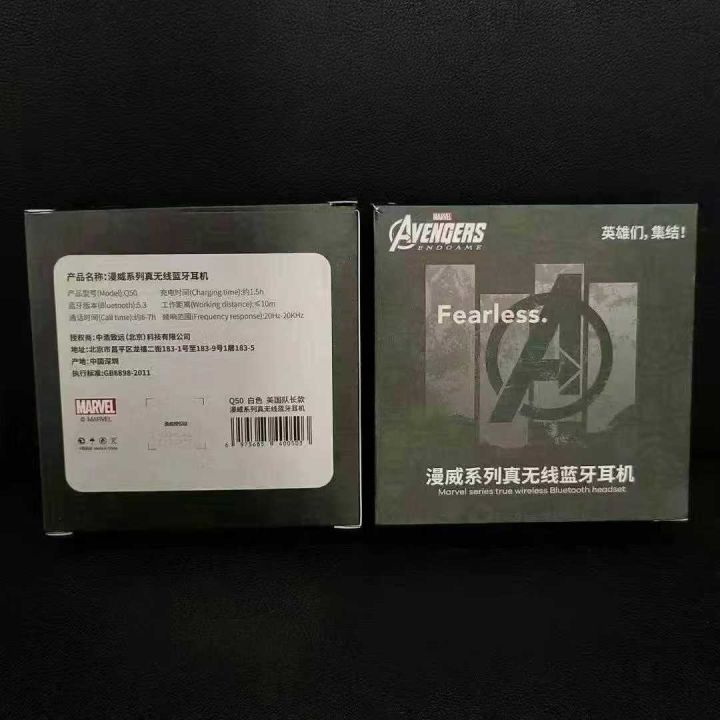 产品名称：漫威系列真无线蓝牙耳机
产品型号(Model):Q50 充电时间(Charging time):约1.5h
蓝牙版本(Bluetooth):5.3 工作距离(Working distance):≤10m
通话时间(Call time):约6-7h 频响范围(Frequency response):20Hz-20KHz
授权商：中浩致远（北京）科技有限公司
地址：北京市昌平区龙禧二街183-1号至183-9号1层183-5
产地：中国深圳
执行标准：GB8898-2011
MARVEL
© MARVEL
Q50 白色 美国队长款
漫威系列真无线蓝牙耳机
6 975685 400503
MARVEL
AVENGERS
ENDGAME
英雄们，集结！
Fearless.
漫威系列真无线蓝牙耳机
Marvel series true wireless Bluetooth headset